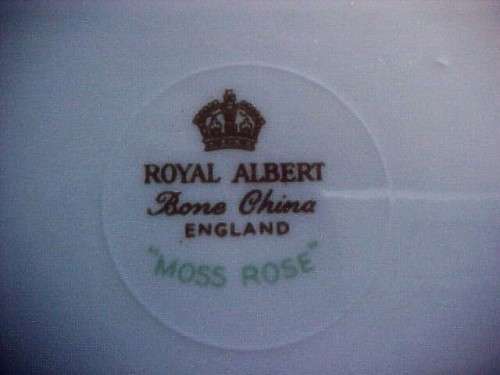 ROYAL ALBERT
Bone China
ENGLAND
"MOSS ROSE"